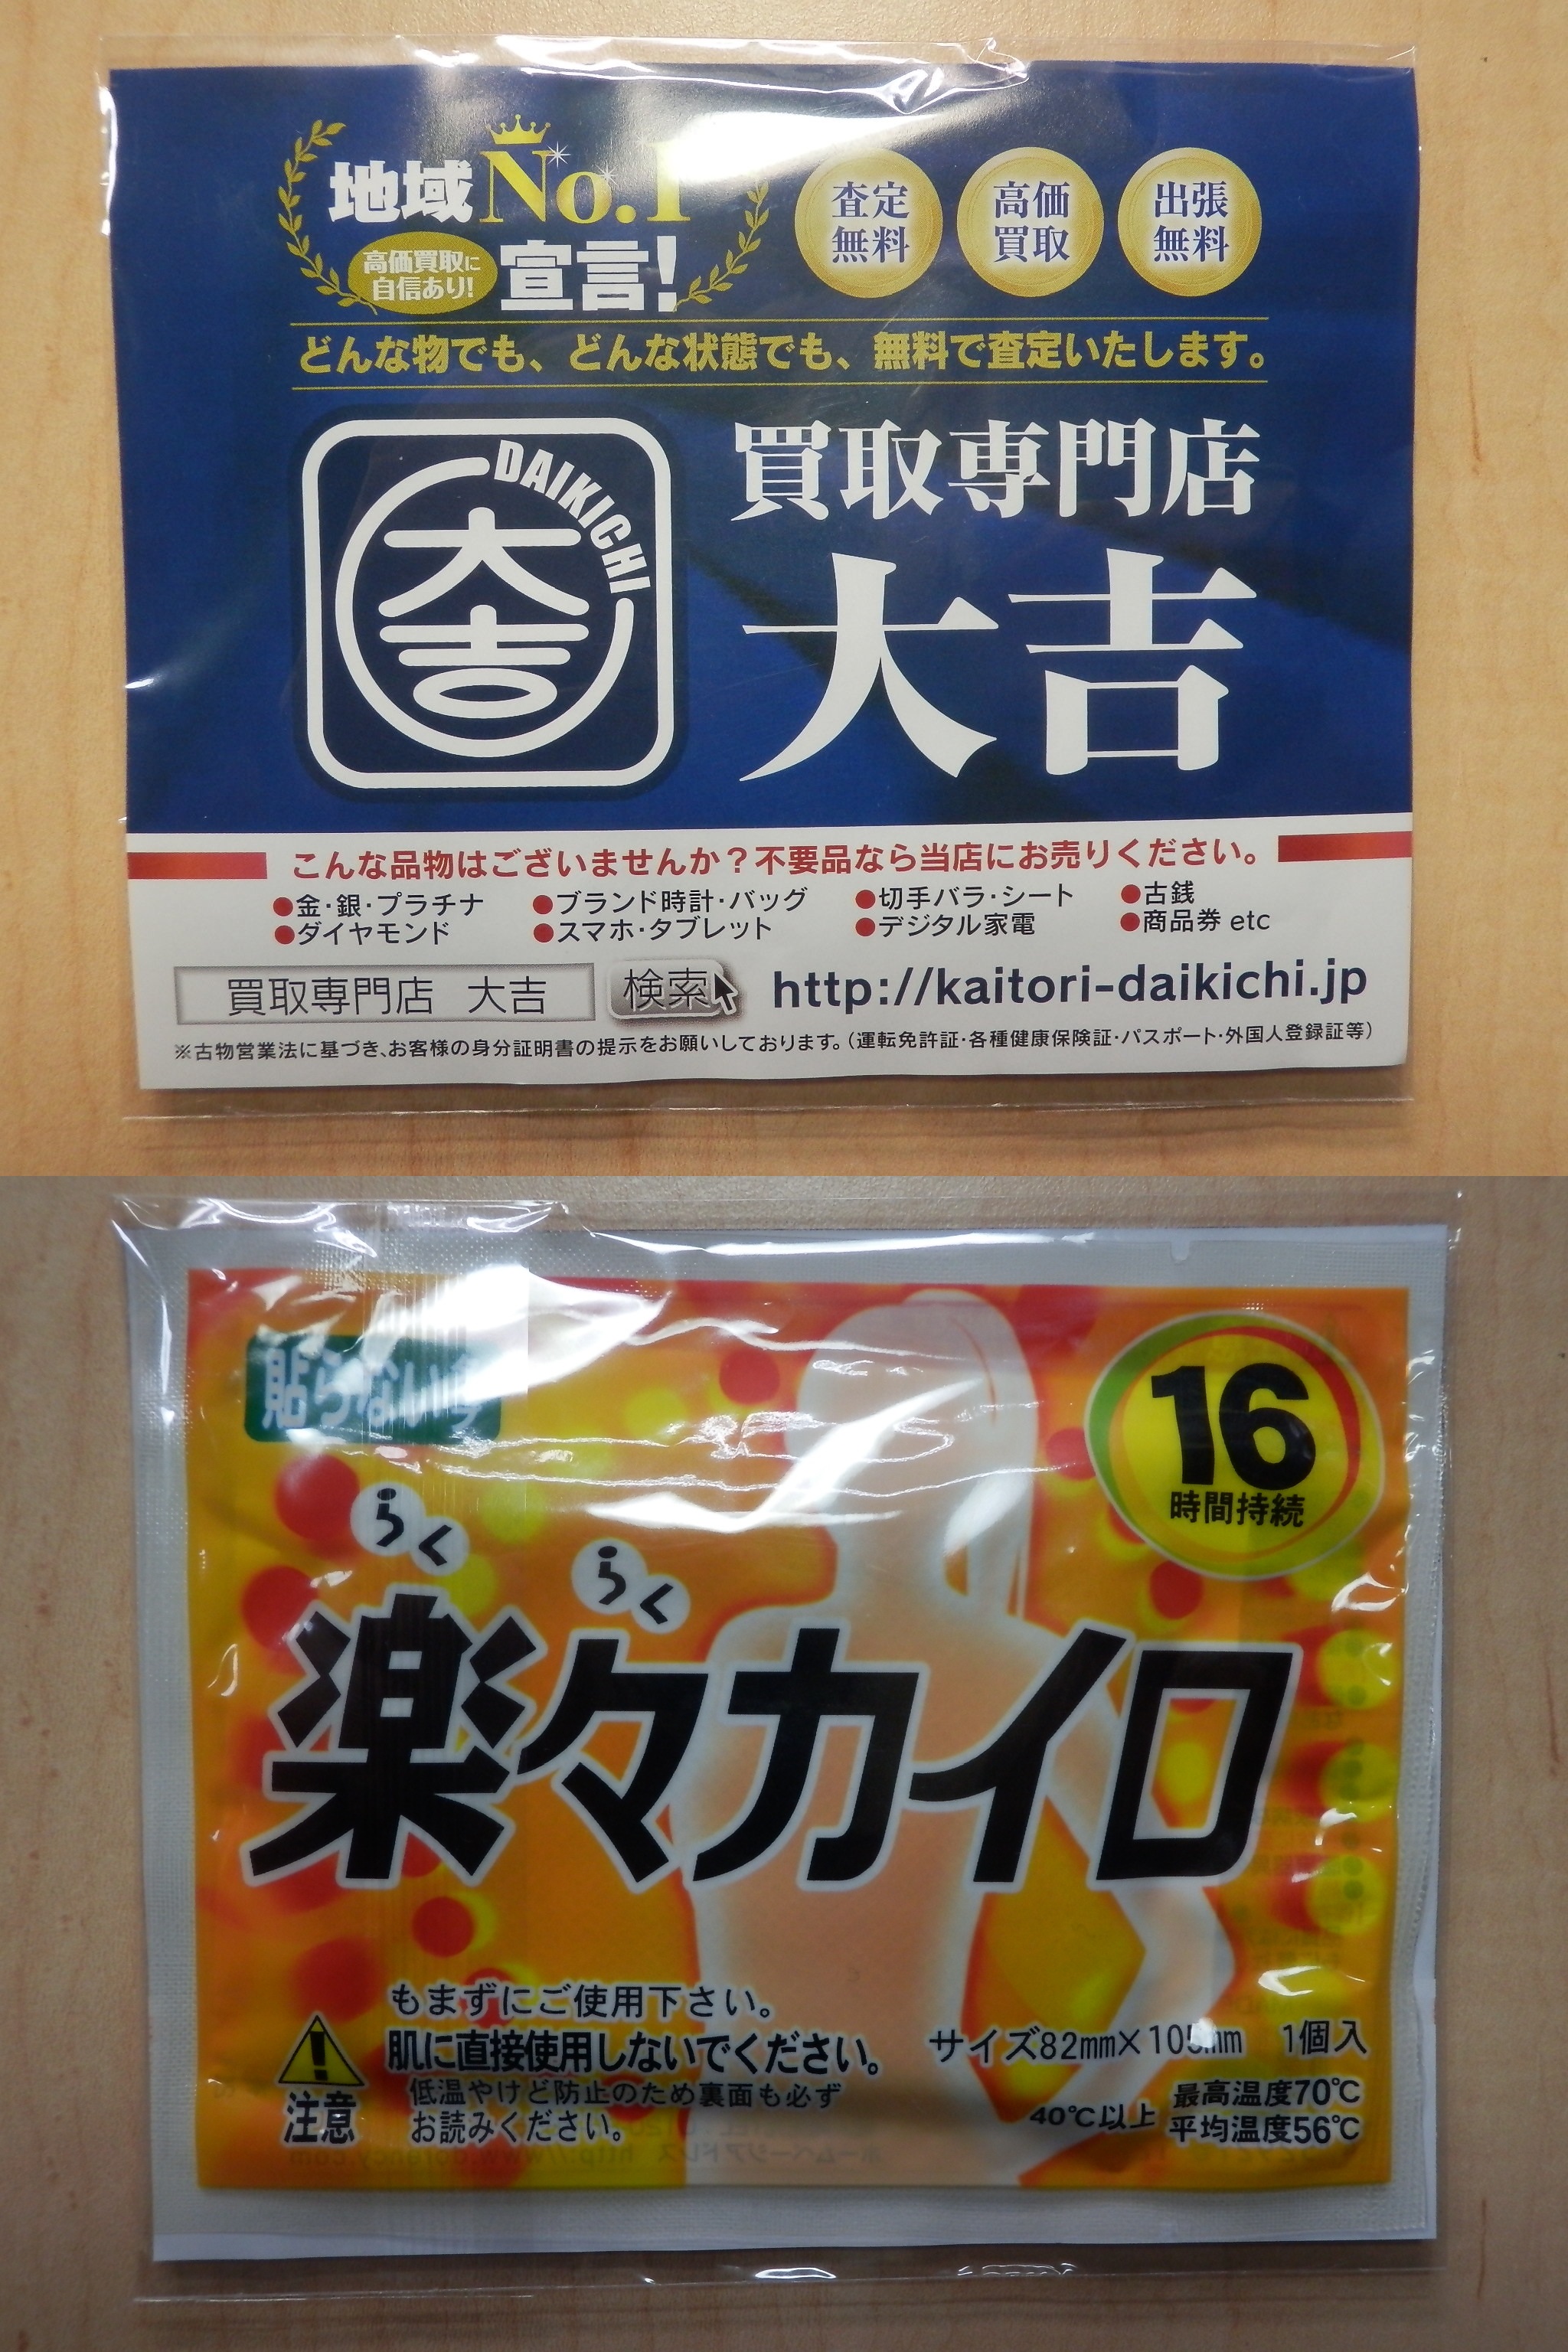 地域No.1
高価買取に
自信あり!
宣言!
査定
無料
高価
買取
出張
無料
どんな物でも、どんな状態でも、無料で査定いたします。
DAIKICHI
大吉
買取専門店
大吉
こんな品物はございませんか？不要品なら当店にお売りください。
●金・銀・プラチナ ●ブランド時計・バッグ ●切手バラ・シート ●古銭
●ダイヤモンド ●スマホ・タブレット ●デジタル家電 ●商品券 etc
買取専門店 大吉 検索 http://kaitori-daikichi.jp
※古物営業法に基づき、お客様の身分証明書の提示をお願いしております。（運転免許証・各種健康保険証・パスポート・外国人登録証等）
貼らない
16
時間持続
らく らく
楽々カイロ
もまずにご使用下さい。
肌に直接使用しないでください。
低温やけど防止のため裏面も必ず
お読みください。
注意
サイズ82mm×105mm 1個入
40℃以上
最高温度70℃
平均温度56℃